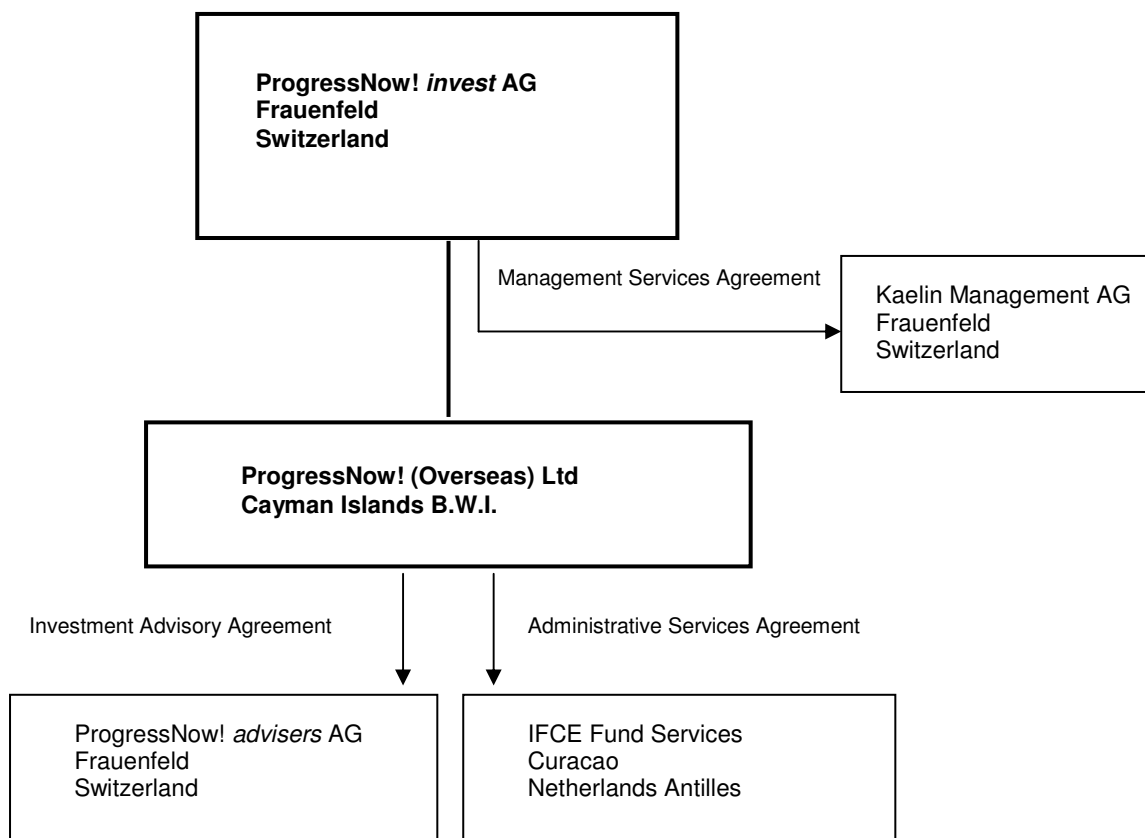 ProgressNow! invest AG
Frauenfeld
Switzerland
Management Services Agreement
Kaelin Management AG
Frauenfeld
Switzerland
ProgressNow! (Overseas) Ltd
Cayman Islands B.W.I.
Investment Advisory Agreement
Administrative Services Agreement
ProgressNow! advisers AG
Frauenfeld
Switzerland
IFCE Fund Services
Curacao
Netherlands Antilles